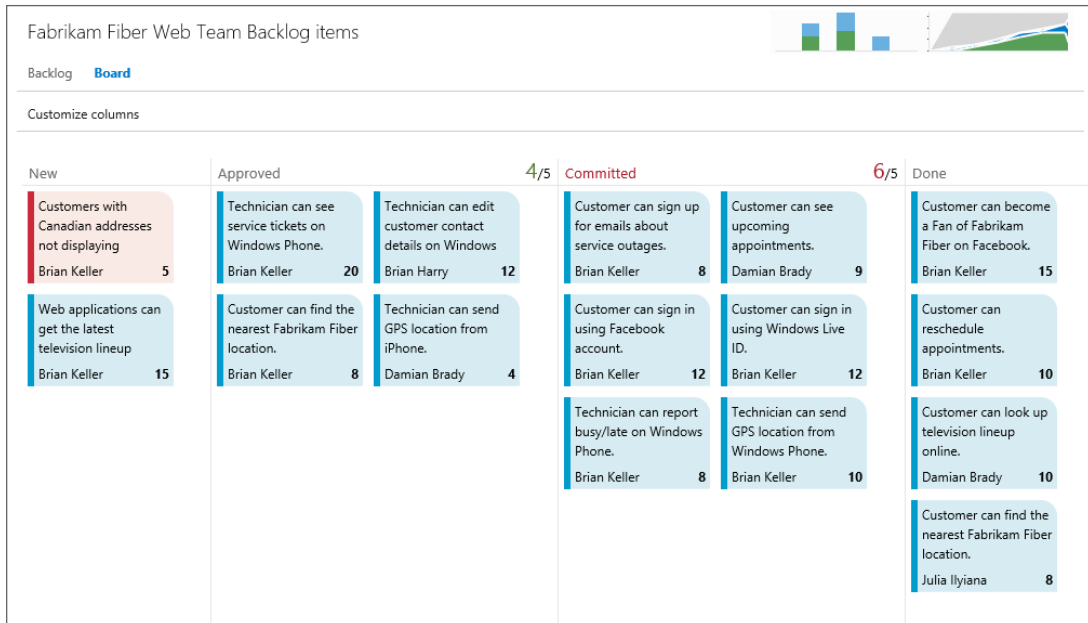 Fabrikam Fiber Web Team Backlog items
Backlog Board
Customize columns
New
Customers with
Canadian addresses
not displaying
Brian Keller 5
Web applications can
get the latest
television lineup
Brian Keller 15
Approved 4/5
Technician can see
service tickets on
Windows Phone.
Brian Keller 20
Technician can edit
customer contact
details on Windows
Brian Harry 12
Customer can find the
nearest Fabrikam Fiber
location.
Brian Keller 8
Technician can send
GPS location from
iPhone.
Damian Brady 4
Committed 6/5
Customer can sign up
for emails about
service outages.
Brian Keller 8
Customer can see
upcoming
appointments.
Damian Brady 9
Customer can sign in
using Facebook
account.
Brian Keller 12
Customer can sign in
using Windows Live
ID.
Brian Keller 12
Technician can report
busy/late on Windows
Phone.
Brian Keller 8
Technician can send
GPS location from
Windows Phone.
Brian Keller 10
Done
Customer can become
a Fan of Fabrikam
Fiber on Facebook.
Brian Keller 15
Customer can
reschedule
appointments.
Brian Keller 10
Customer can look up
television lineup
online.
Damian Brady 10
Customer can find the
nearest Fabrikam Fiber
location.
Julia Ilyiana 8